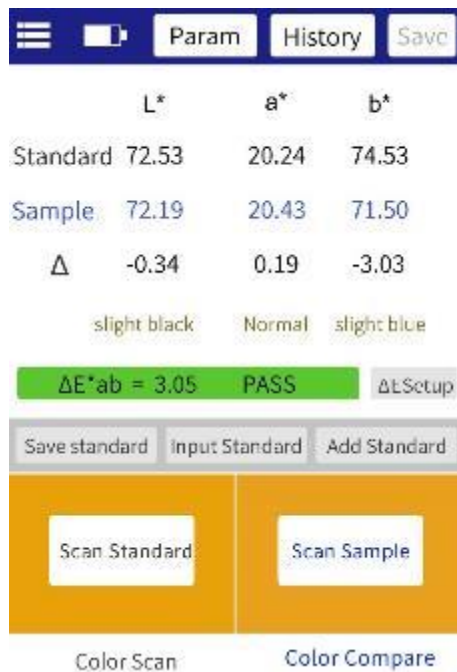 Param History Save
L* a* b*
Standard 72.53 20.24 74.53
Sample 72.19 20.43 71.50
Δ -0.34 0.19 -3.03
slight black Normal slight blue
ΔE*ab = 3.05 PASS ΔESetup
Save standard Input Standard Add Standard
Scan Standard Scan Sample
Color Scan Color Compare